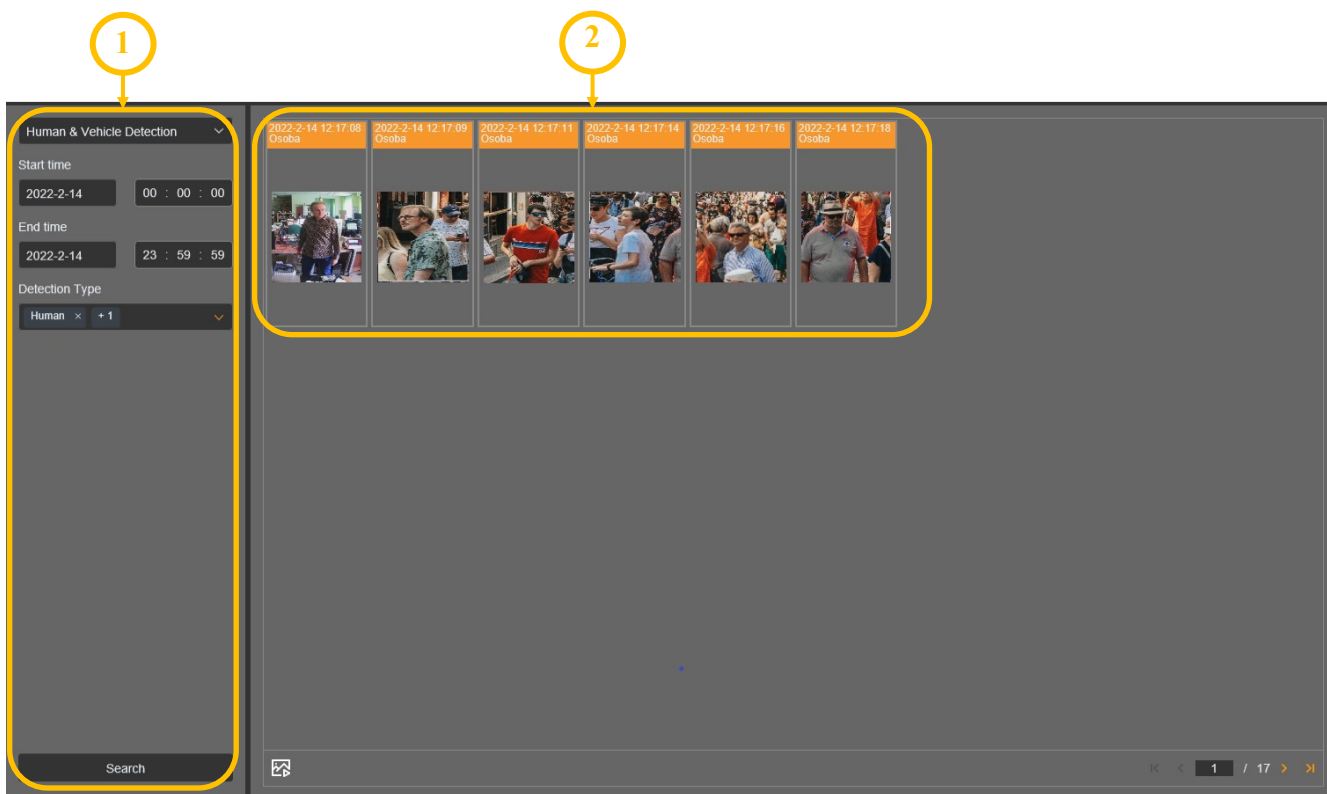 1
2
Human & Vehicle Detection
Start time
2022-2-14 00 : 00 : 00
End time
2022-2-14 23 : 59 : 59
Detection Type
Human × + 1
Search
2022-2-14 12:17:08
Osoba
2022-2-14 12:17:09
Osoba
2022-2-14 12:17:11
Osoba
2022-2-14 12:17:14
Osoba
2022-2-14 12:17:16
Osoba
2022-2-14 12:17:18
Osoba
1 / 17